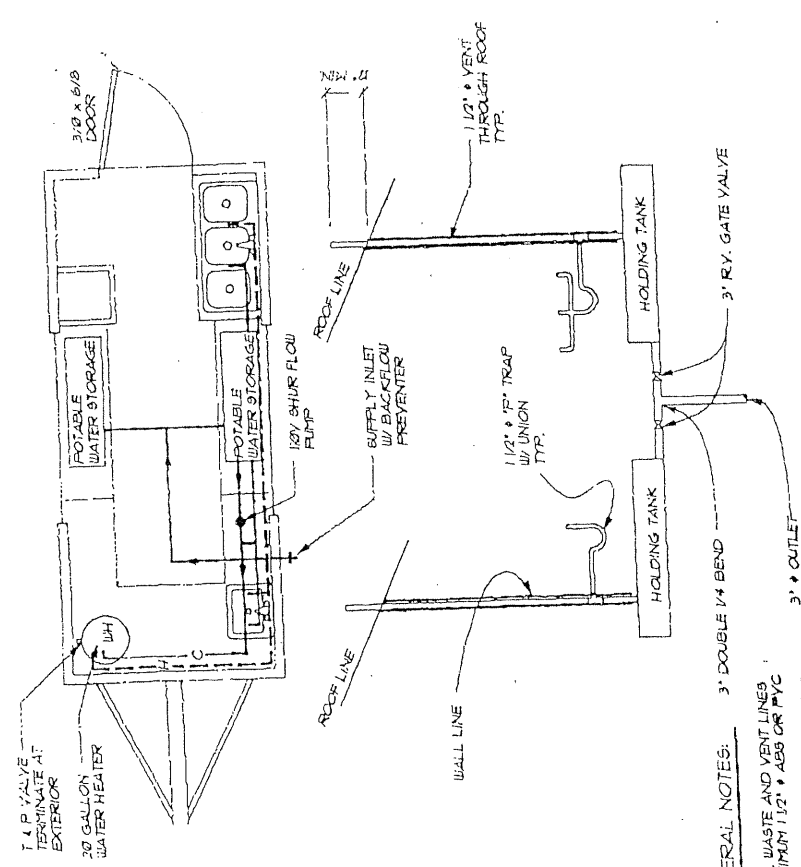 T & P VALVE
TERMINATE AT
EXTERIOR
20 GALLON
WATER HEATER
WH
H
C
POTABLE
WATER STORAGE
POTABLE
WATER STORAGE
3/0 x 6/8
DOOR
120V SHUR FLOW
PUMP
SUPPLY INLET
W/ BACKFLOW
PREVENTER
MIN.
ROOF LINE
ROOF LINE
1 1/2" ϕ VENT
THROUGH ROOF
TYP.
WALL LINE
1 1/2" ϕ "P" TRAP
W/ UNION
TYP.
HOLDING TANK
HOLDING TANK
3" R.V. GATE VALVE
3" DOUBLE 1/4 BEND
3" ϕ OUTLET
ERAL NOTES:
WASTE AND VENT LINES
IMUM 1 1/2" ϕ ABS OR PVC